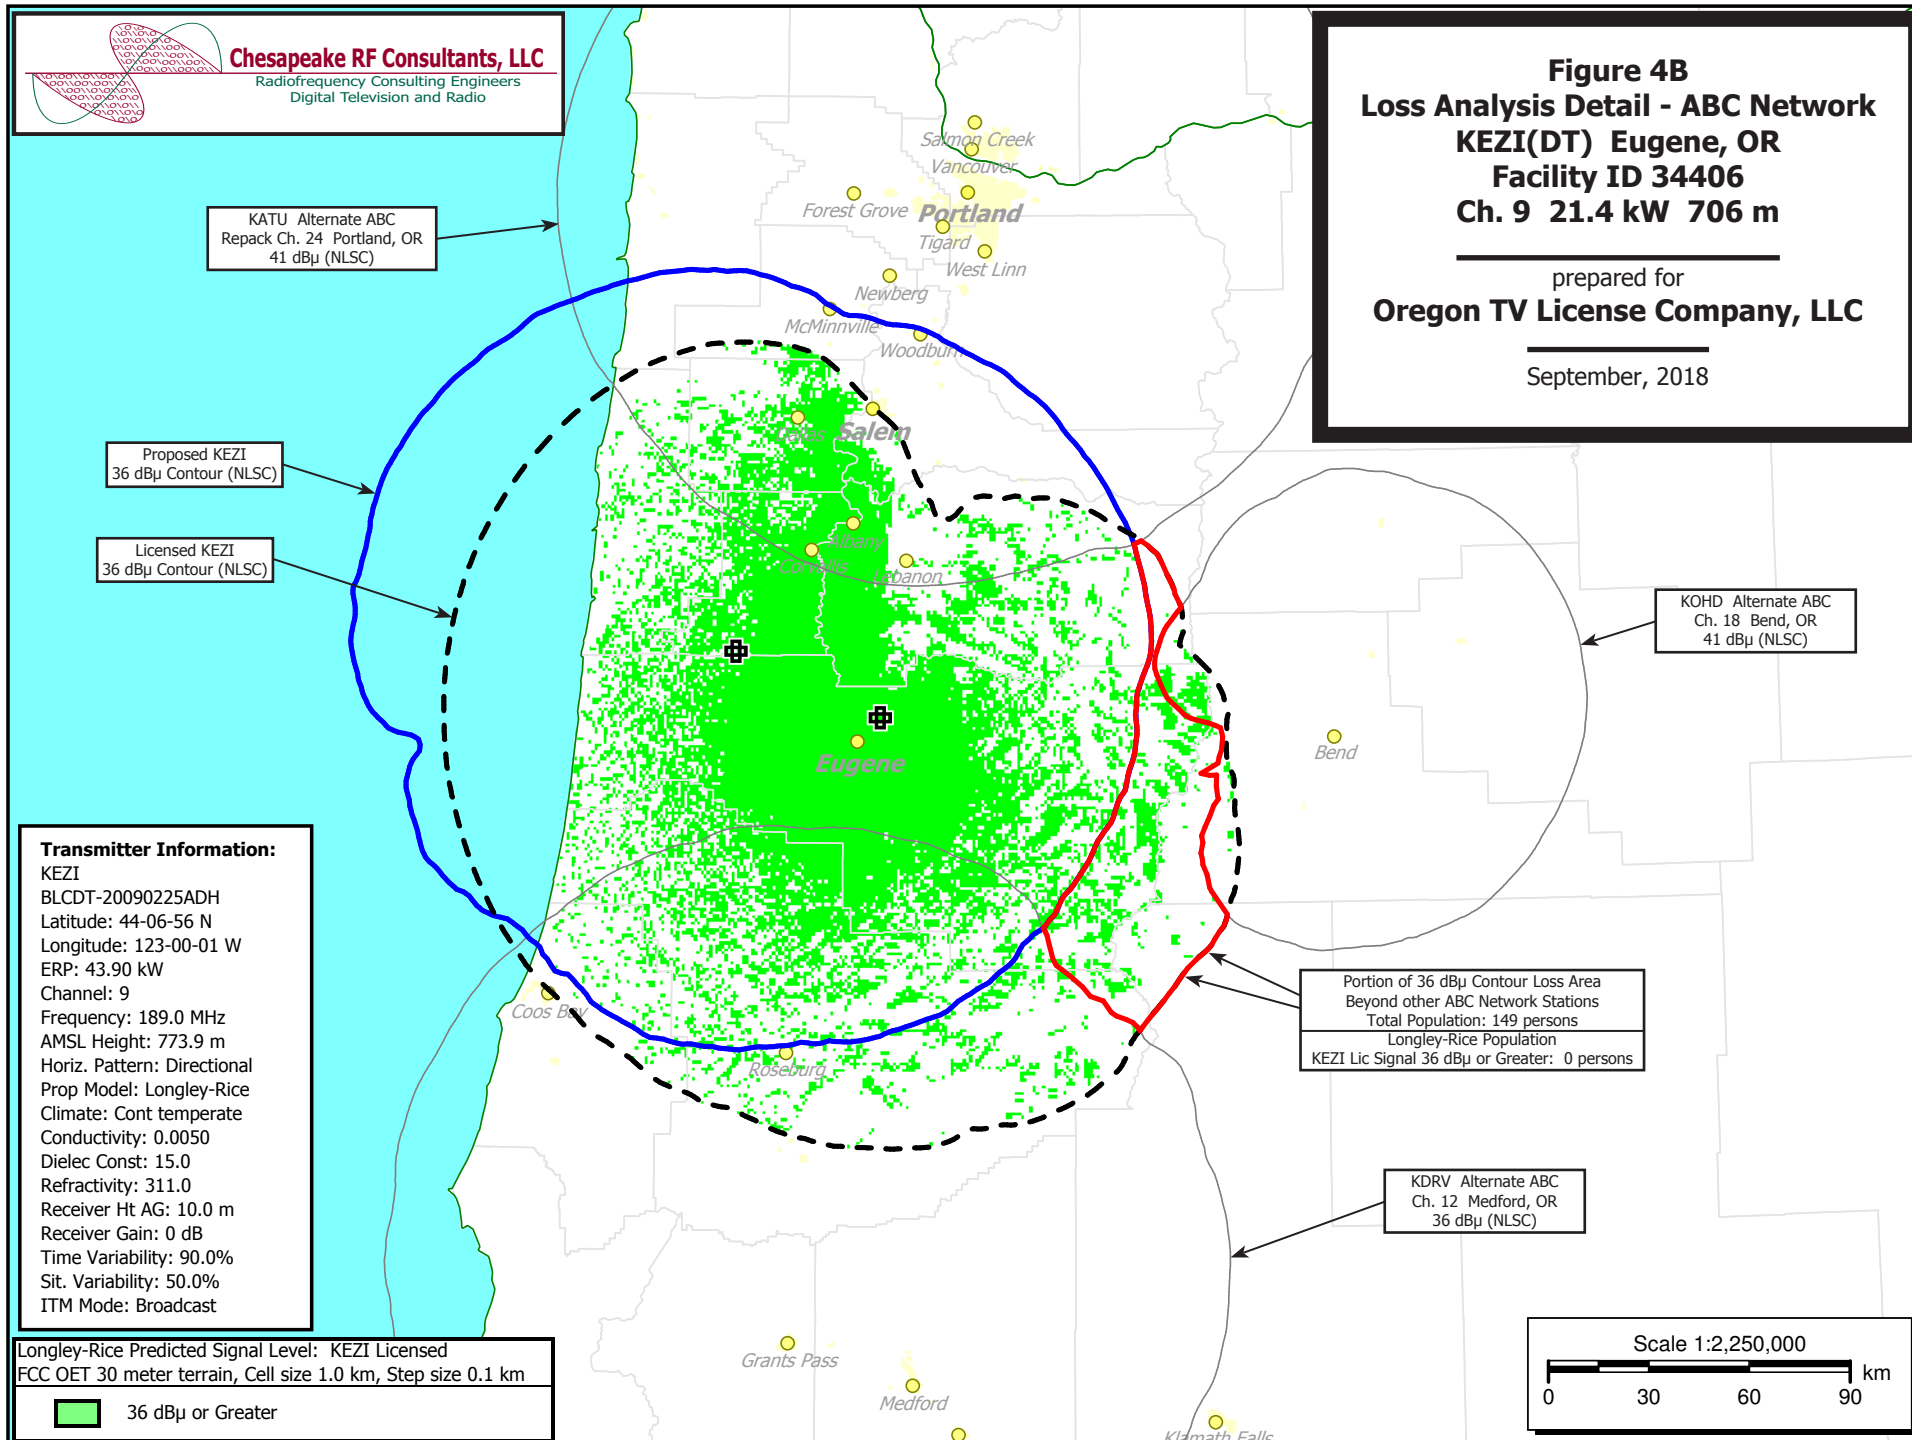 Chesapeake RF Consultants, LLC
Radiofrequency Consulting Engineers
Digital Television and Radio
Figure 4B
Loss Analysis Detail - ABC Network
KEZI(DT)  Eugene, OR
Facility ID 34406
Ch. 9  21.4 kW  706 m
prepared for
Oregon TV License Company, LLC
September, 2018
KATU  Alternate ABC
Repack Ch. 24  Portland, OR
41 dBµ (NLSC)
Salmon Creek
Vancouver
Forest Grove
Portland
Tigard
West Linn
Newberg
McMinnville
Woodburn
Dallas
Salem
Proposed KEZI
36 dBµ Contour (NLSC)
Licensed KEZI
36 dBµ Contour (NLSC)
Albany
Corvallis
Lebanon
KOHD  Alternate ABC
Ch. 18  Bend, OR
41 dBµ (NLSC)
Bend
Eugene
Transmitter Information:
KEZI
BLCDT-20090225ADH
Latitude: 44-06-56 N
Longitude: 123-00-01 W
ERP: 43.90 kW
Channel: 9
Frequency: 189.0 MHz
AMSL Height: 773.9 m
Horiz. Pattern: Directional
Prop Model: Longley-Rice
Climate: Cont temperate
Conductivity: 0.0050
Dielec Const: 15.0
Refractivity: 311.0
Receiver Ht AG: 10.0 m
Receiver Gain: 0 dB
Time Variability: 90.0%
Sit. Variability: 50.0%
ITM Mode: Broadcast
Coos Bay
Roseburg
Portion of 36 dBµ Contour Loss Area
Beyond other ABC Network Stations
Total Population: 149 persons
Longley-Rice Population
KEZI Lic Signal 36 dBµ or Greater:  0 persons
KDRV  Alternate ABC
Ch. 12  Medford, OR
36 dBµ (NLSC)
Grants Pass
Medford
Klamath Falls
Longley-Rice Predicted Signal Level:  KEZI Licensed
FCC OET 30 meter terrain, Cell size 1.0 km, Step size 0.1 km
36 dBµ or Greater
Scale 1:2,250,000
km
0 30 60 90